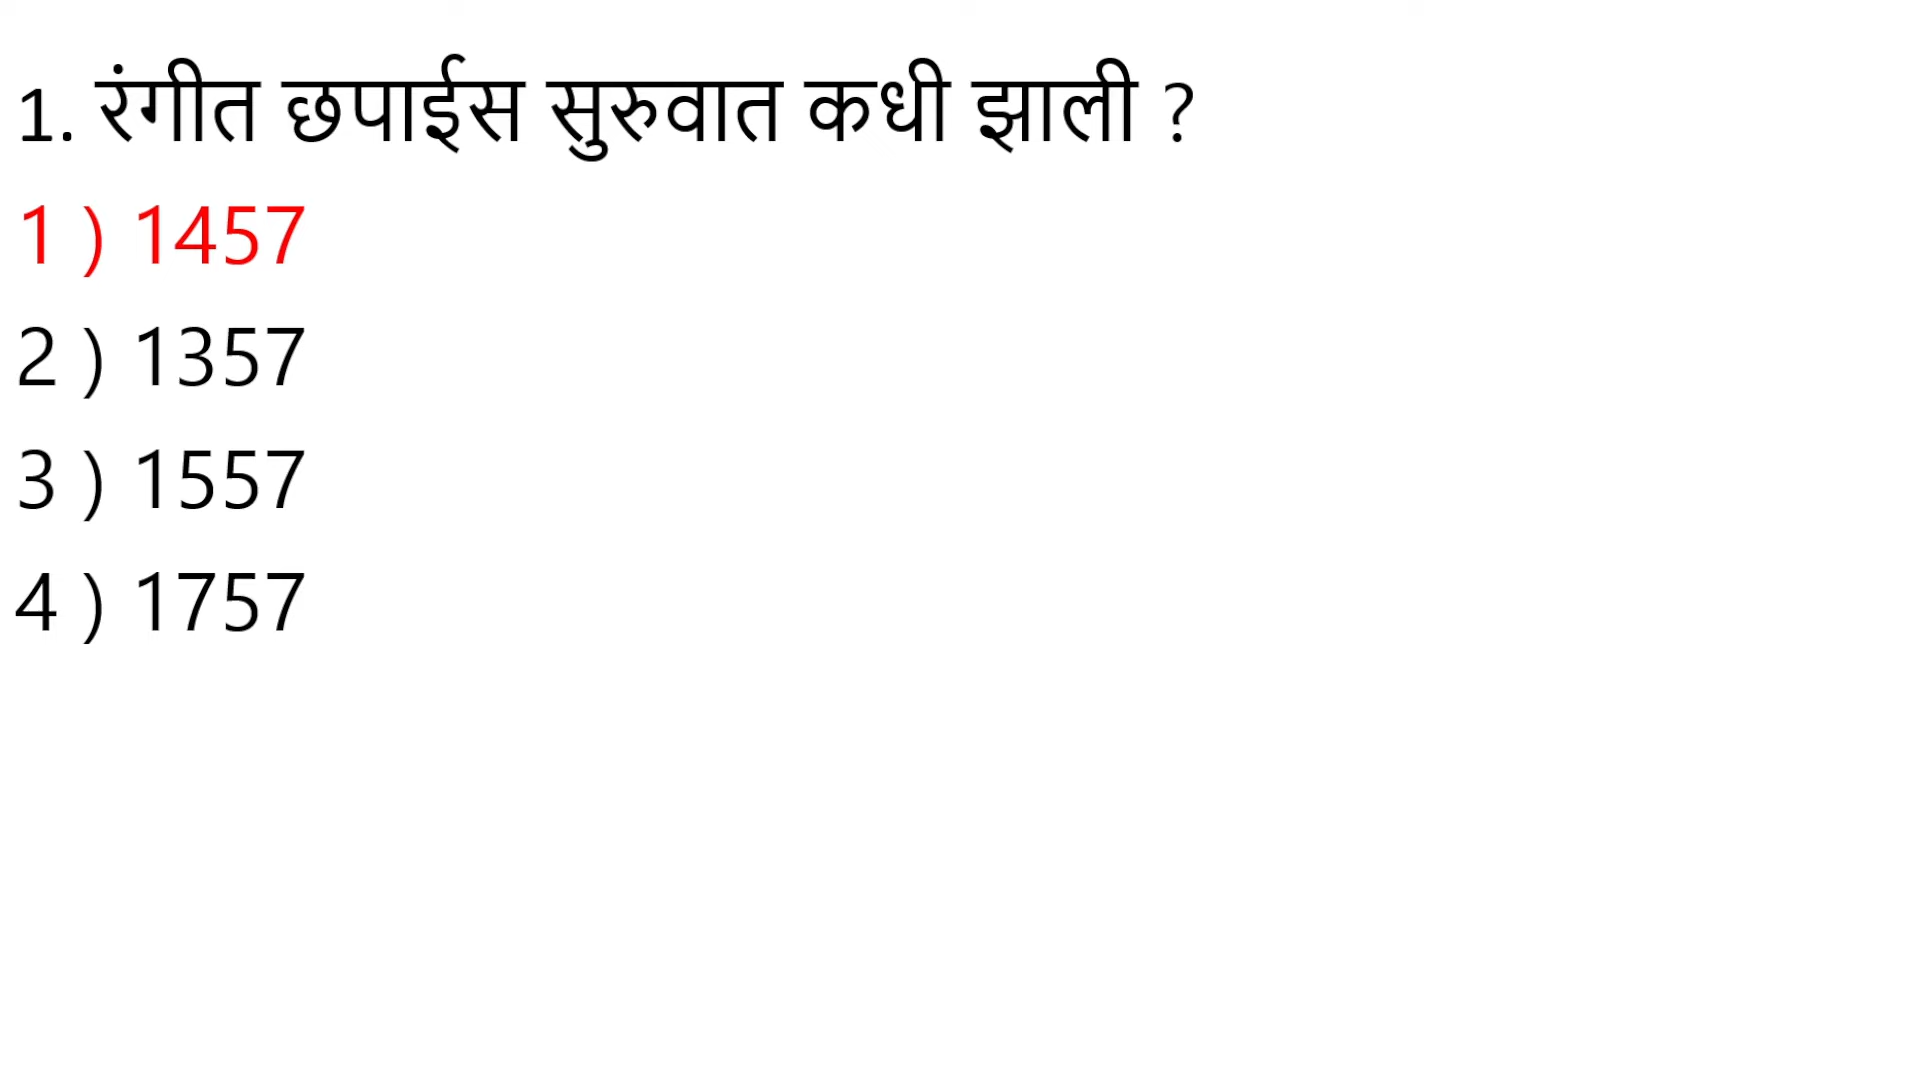 1. रंगीत छपाईस सुरुवात कधी झाली ?
1 ) 1457
2 ) 1357
3 ) 1557
4 ) 1757